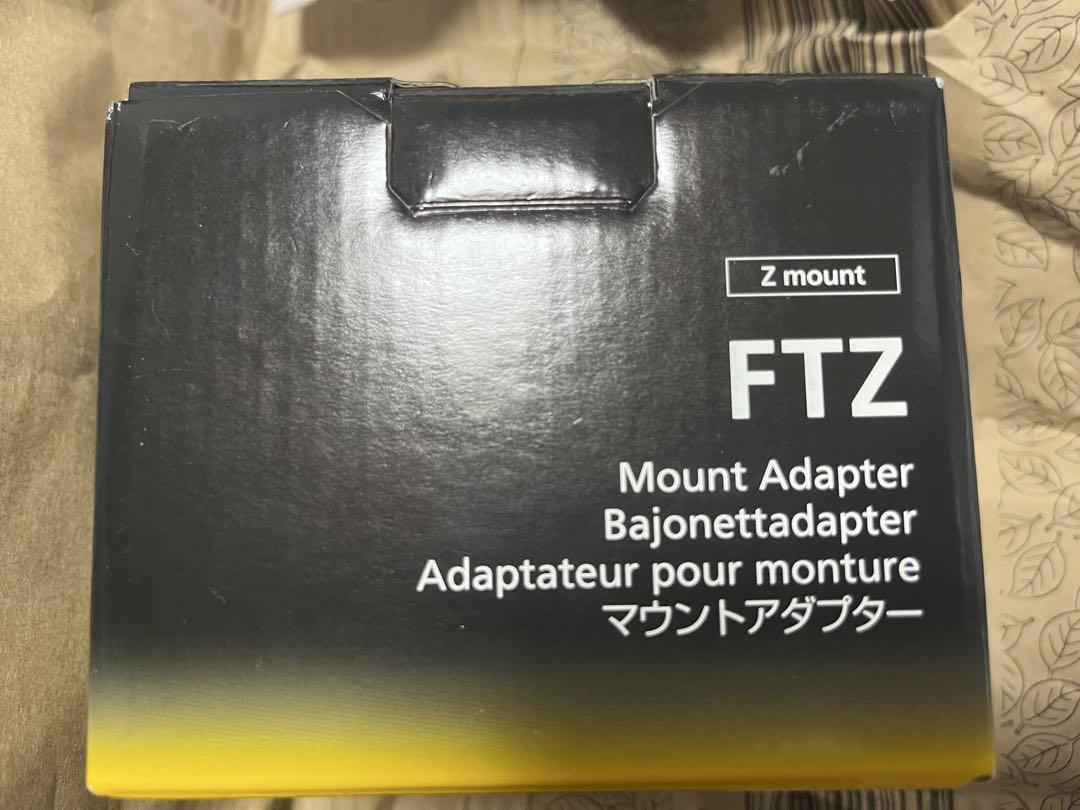 Z mount
FTZ
Mount Adapter
Bajonettadapter
Adaptateur pour monture
マウントアダプター